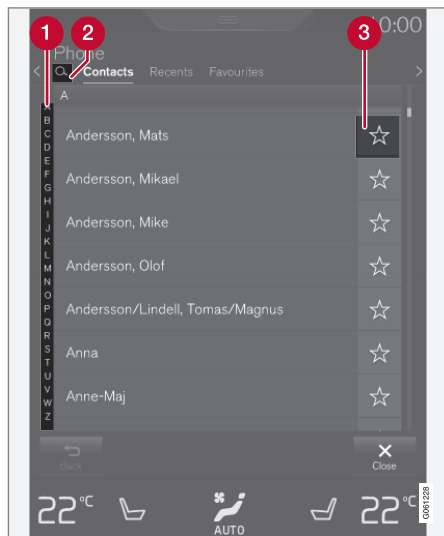 10:00
1
2
3
Phone
Contacts Recents Favourites
A
A
B
C
D
E
F
G
H
I
J
K
L
M
N
O
P
Q
R
S
T
U
V
W
Z
Andersson, Mats
Andersson, Mikael
Andersson, Mike
Andersson, Olof
Andersson/Lindell, Tomas/Magnus
Anna
Anne-Maj
Back
Close
22°C
AUTO
22°C
G061228